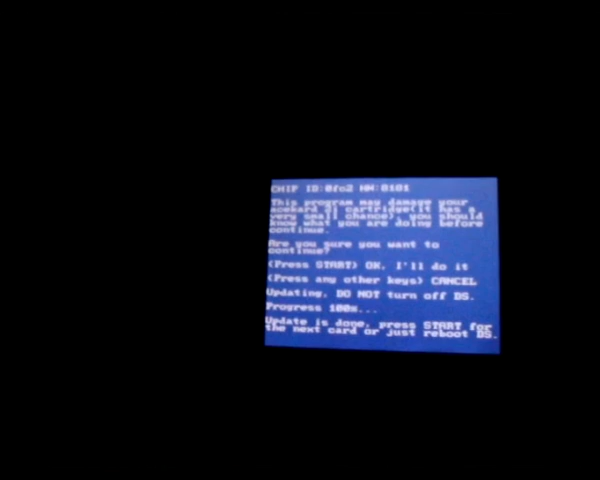 CHIP ID:0fc2 HW:0101
This program may damage your
acekard 2i cartridge(it has a
very small chance), you should
know what you are doing before
continue.
Are you sure you want to
continue?
(Press START) OK, I'll do it
(Press any other keys) CANCEL
Updating, DO NOT turn off DS.
Progress 100%...
Update is done, press START for
the next card or just reboot DS.